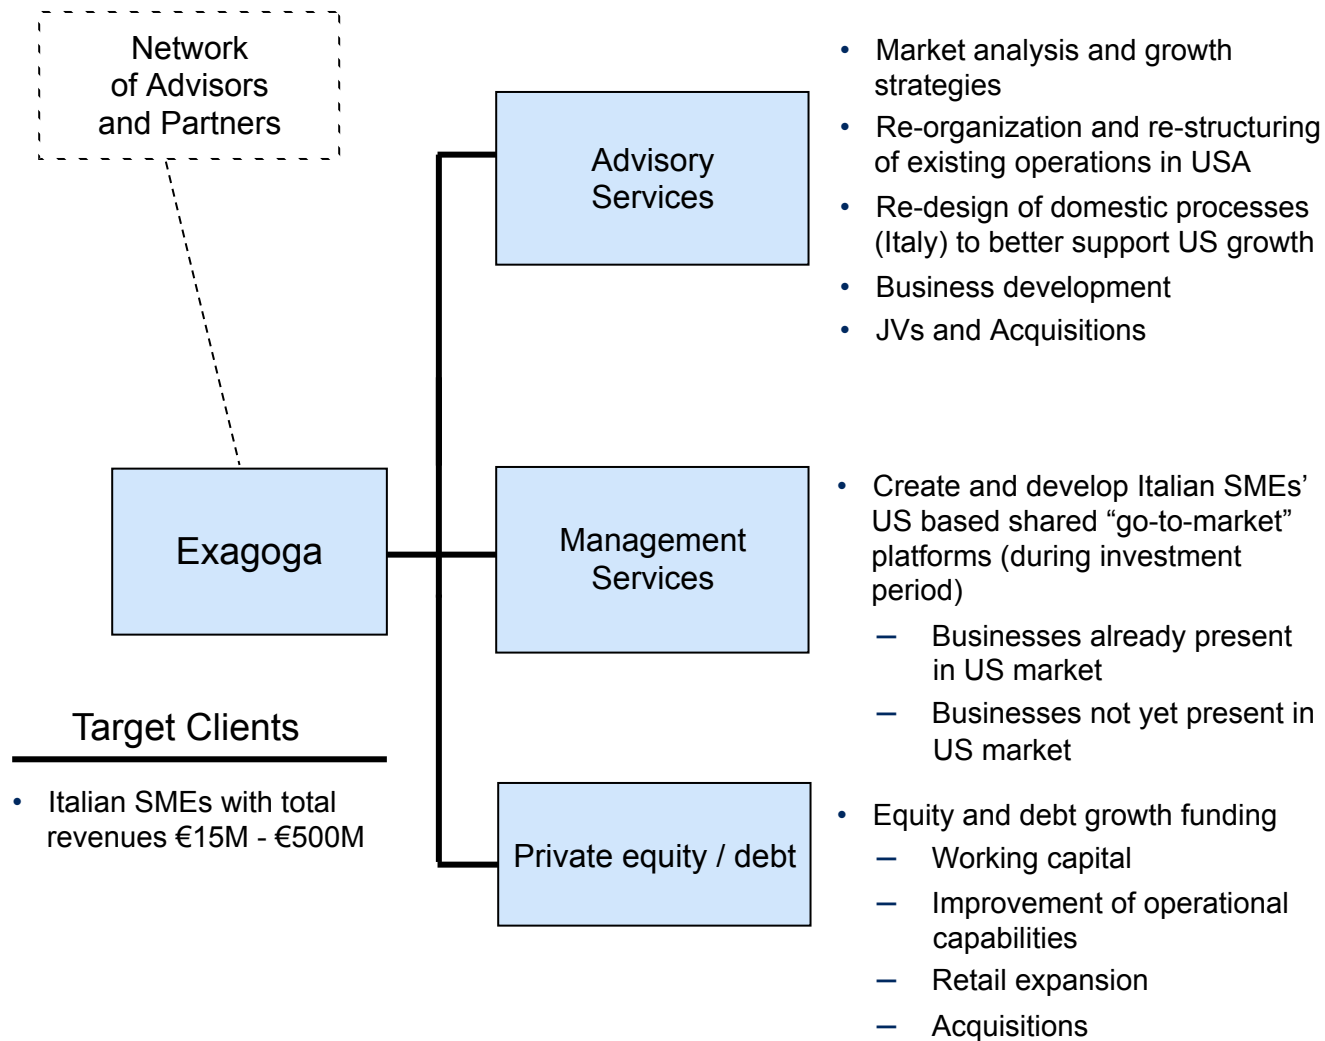 Network
of Advisors
and Partners
Advisory
Services
• Market analysis and growth
strategies
• Re-organization and re-structuring
of existing operations in USA
• Re-design of domestic processes
(Italy) to better support US growth
• Business development
• JVs and Acquisitions
Exagoga
Management
Services
• Create and develop Italian SMEs’
US based shared “go-to-market”
platforms (during investment
period)
– Businesses already present
in US market
– Businesses not yet present in
US market
Target Clients
• Italian SMEs with total
revenues €15M - €500M
Private equity / debt
• Equity and debt growth funding
– Working capital
– Improvement of operational
capabilities
– Retail expansion
– Acquisitions